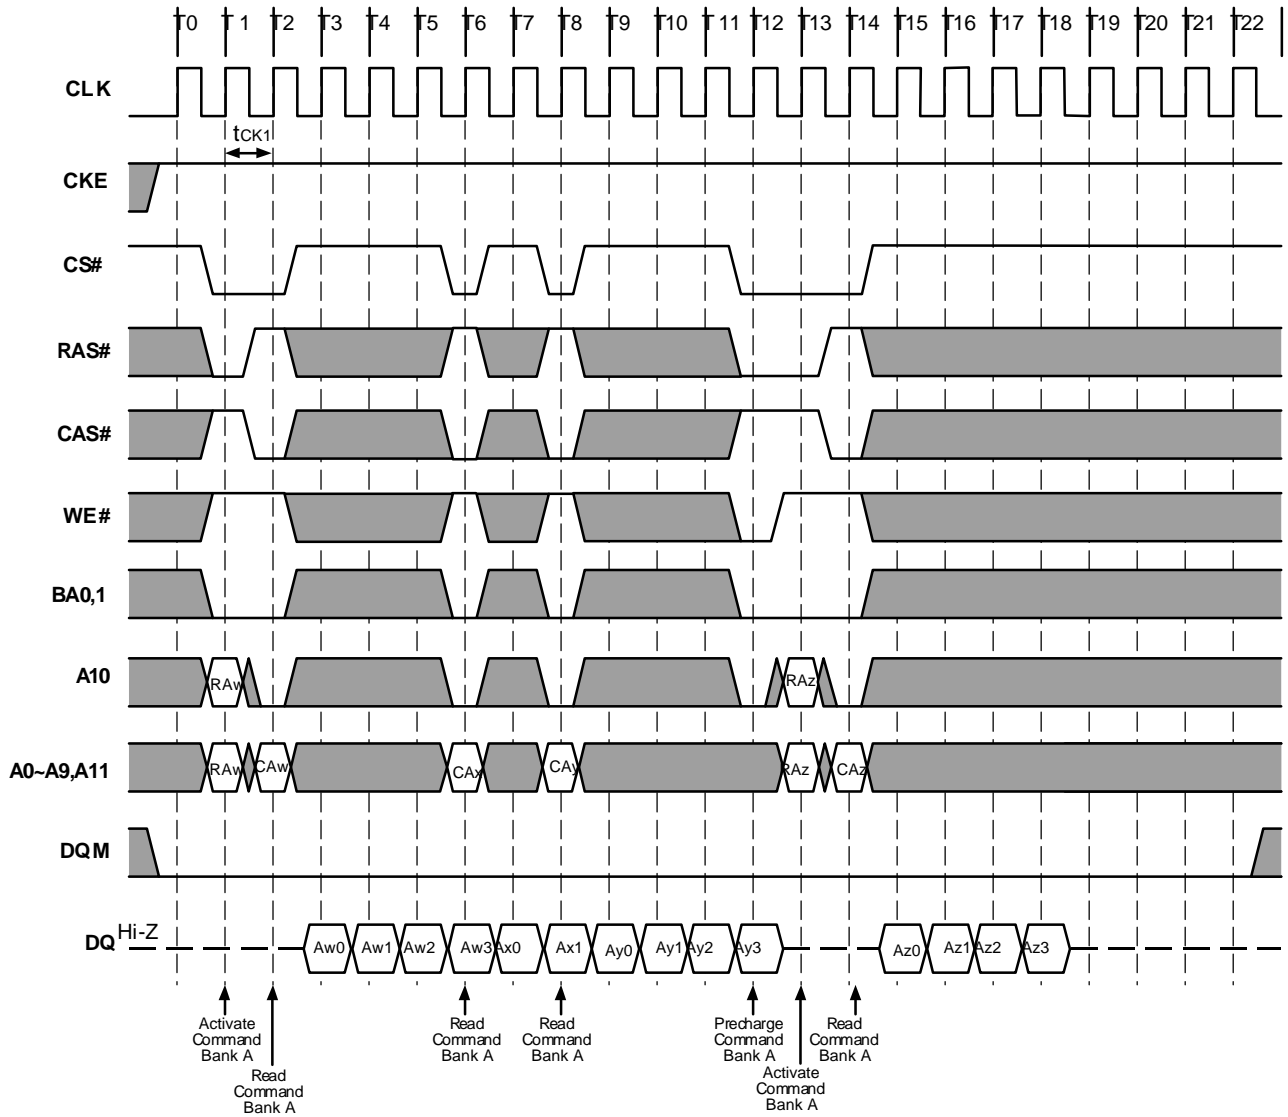 T0 T1 T2 T3 T4 T5 T6 T7 T8 T9 T10 T11 T12 T13 T14 T15 T16 T17 T18 T19 T20 T21 T22
CLK
tCK1
CKE
CS#
RAS#
CAS#
WE#
BA0,1
A10
RAw RAz
A0~A9,A11
RAw CAw CAx CAy RAz CAz
DQM
DQ Hi-Z
Aw0 Aw1 Aw2 Aw3 Ax0 Ax1 Ay0 Ay1 Ay2 Ay3 Az0 Az1 Az2 Az3
Activate
Command
Bank A
Read
Command
Bank A
Read
Command
Bank A
Read
Command
Bank A
Precharge
Command
Bank A
Activate
Command
Bank A
Read
Command
Bank A